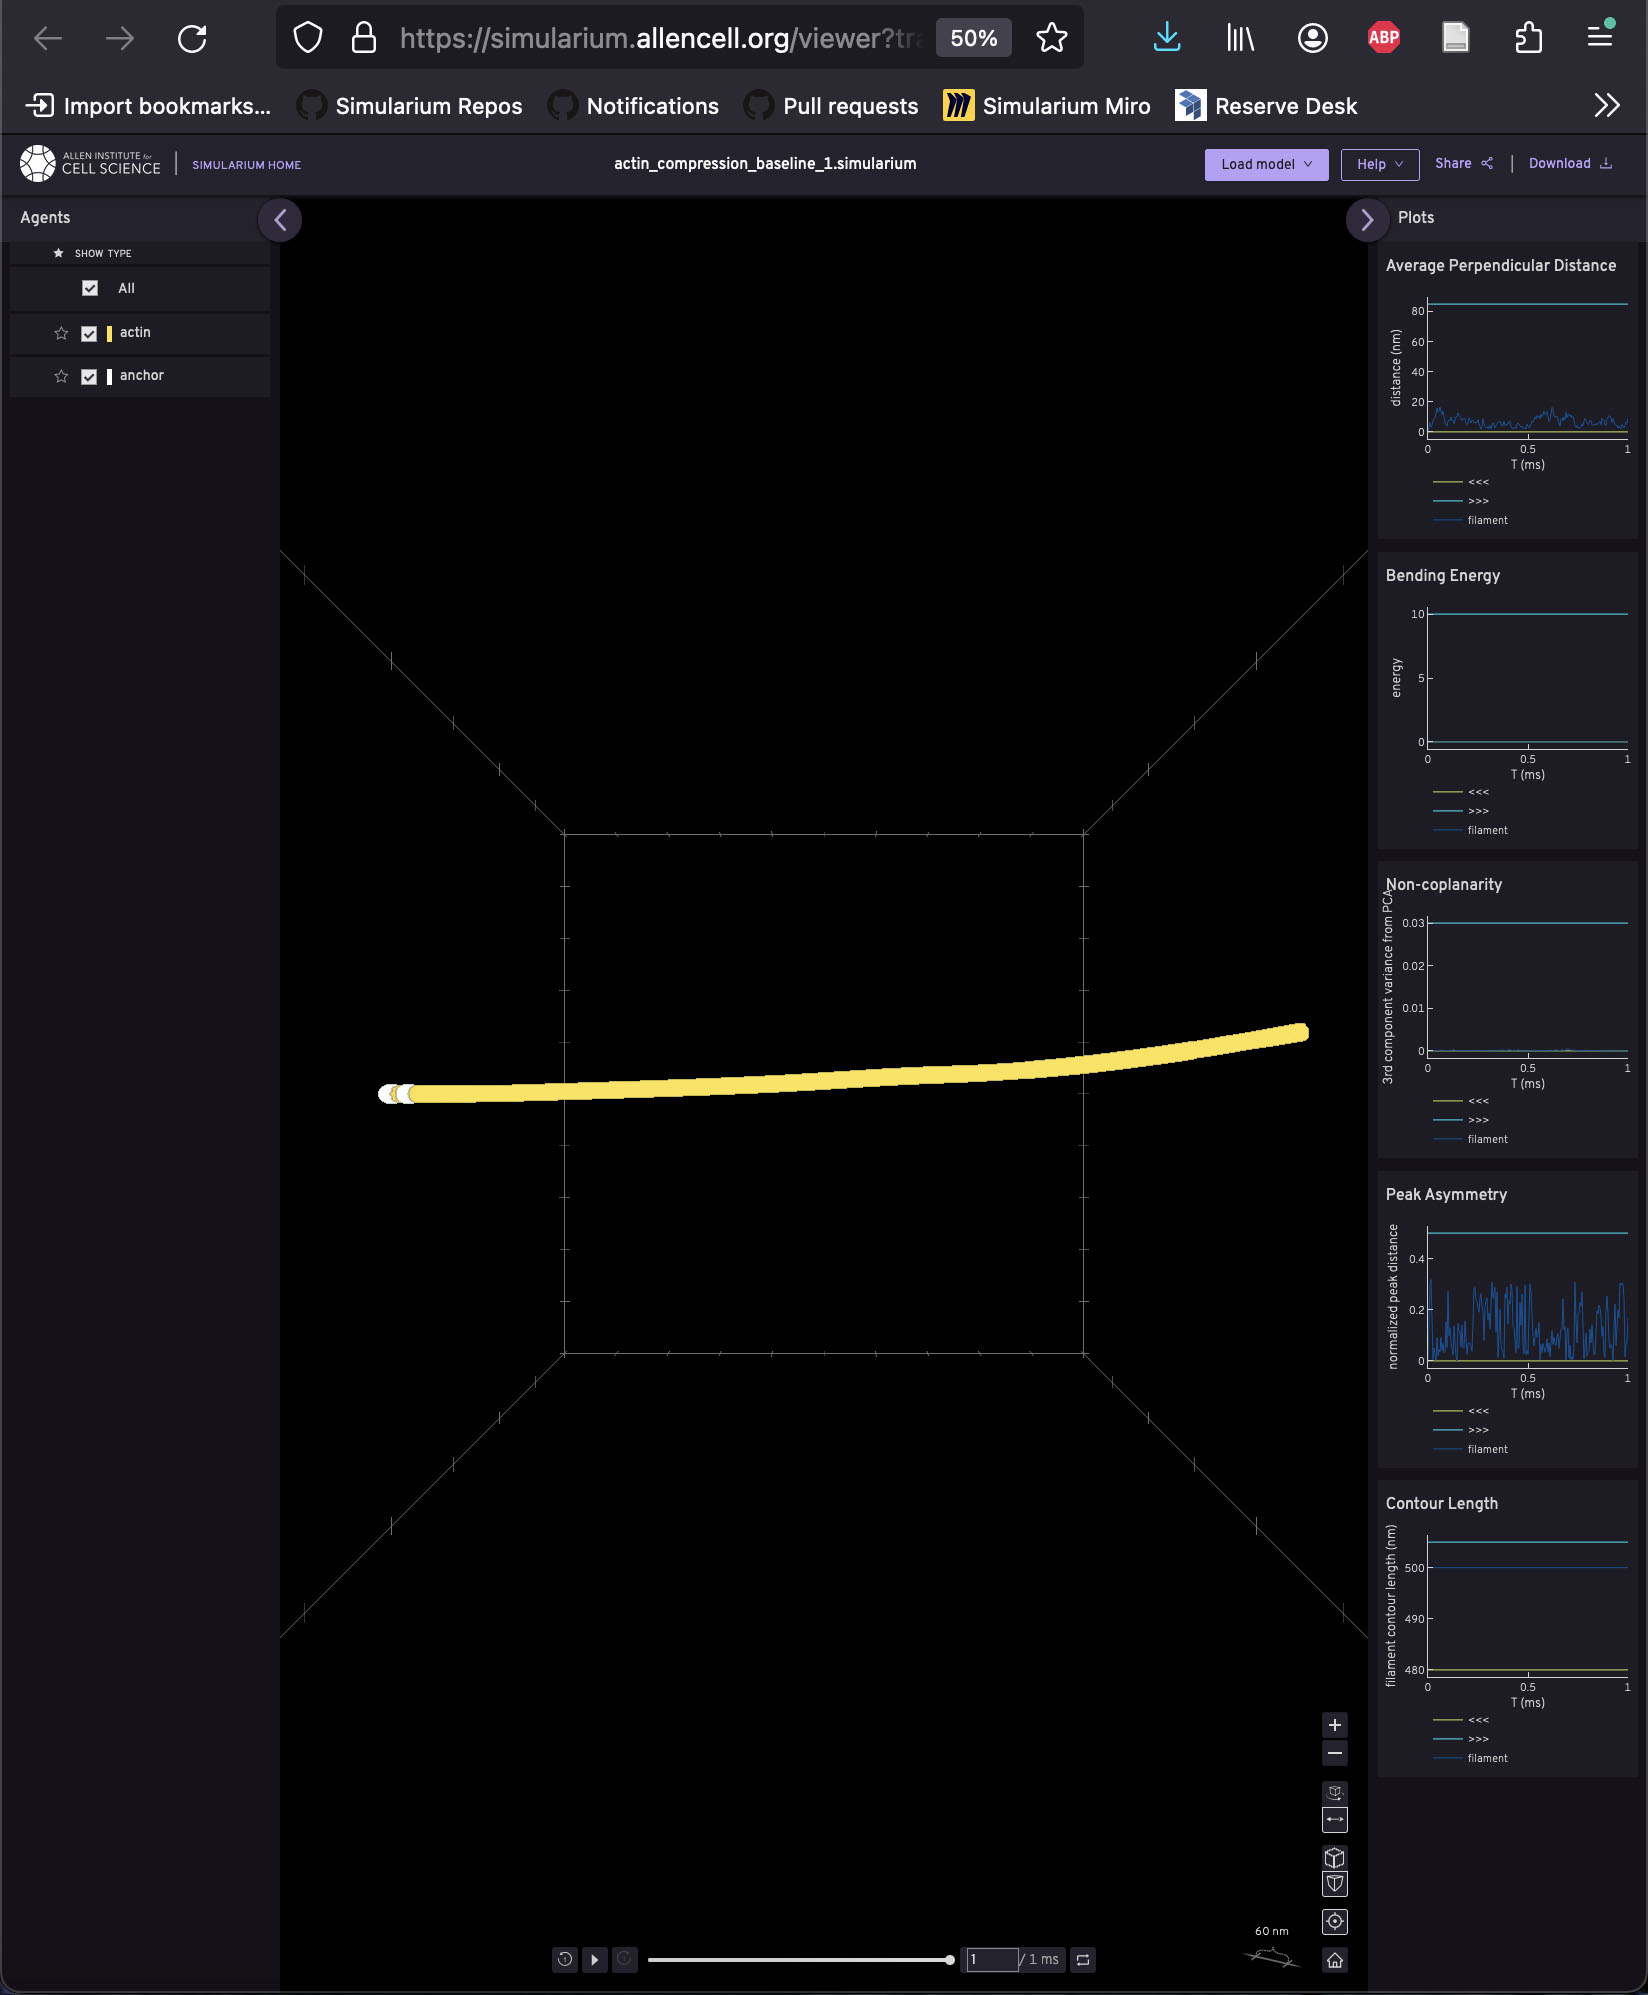 https://simularium.allencell.org/viewer?tra 50%
ABP
Import bookmarks... Simularium Repos Notifications Pull requests Simularium Miro Reserve Desk
ALLEN INSTITUTE for
CELL SCIENCE
SIMULARIUM HOME
actin_compression_baseline_1.simularium
Load model Help Share Download
Agents
SHOW TYPE
All
actin
anchor
Plots
Average Perpendicular Distance
distance (nm)
80
60
40
20
0
0 0.5 1
T (ms)
<<<
>>>
filament
Bending Energy
energy
10
5
0
0 0.5 1
T (ms)
<<<
>>>
filament
Non-coplanarity
3rd component variance from PCA
0.03
0.02
0.01
0
0 0.5 1
T (ms)
<<<
>>>
filament
Peak Asymmetry
normalized peak distance
0.4
0.2
0
0 0.5 1
T (ms)
<<<
>>>
filament
Contour Length
filament contour length (nm)
500
490
480
0 0.5 1
T (ms)
<<<
>>>
filament
60 nm
1 / 1 ms